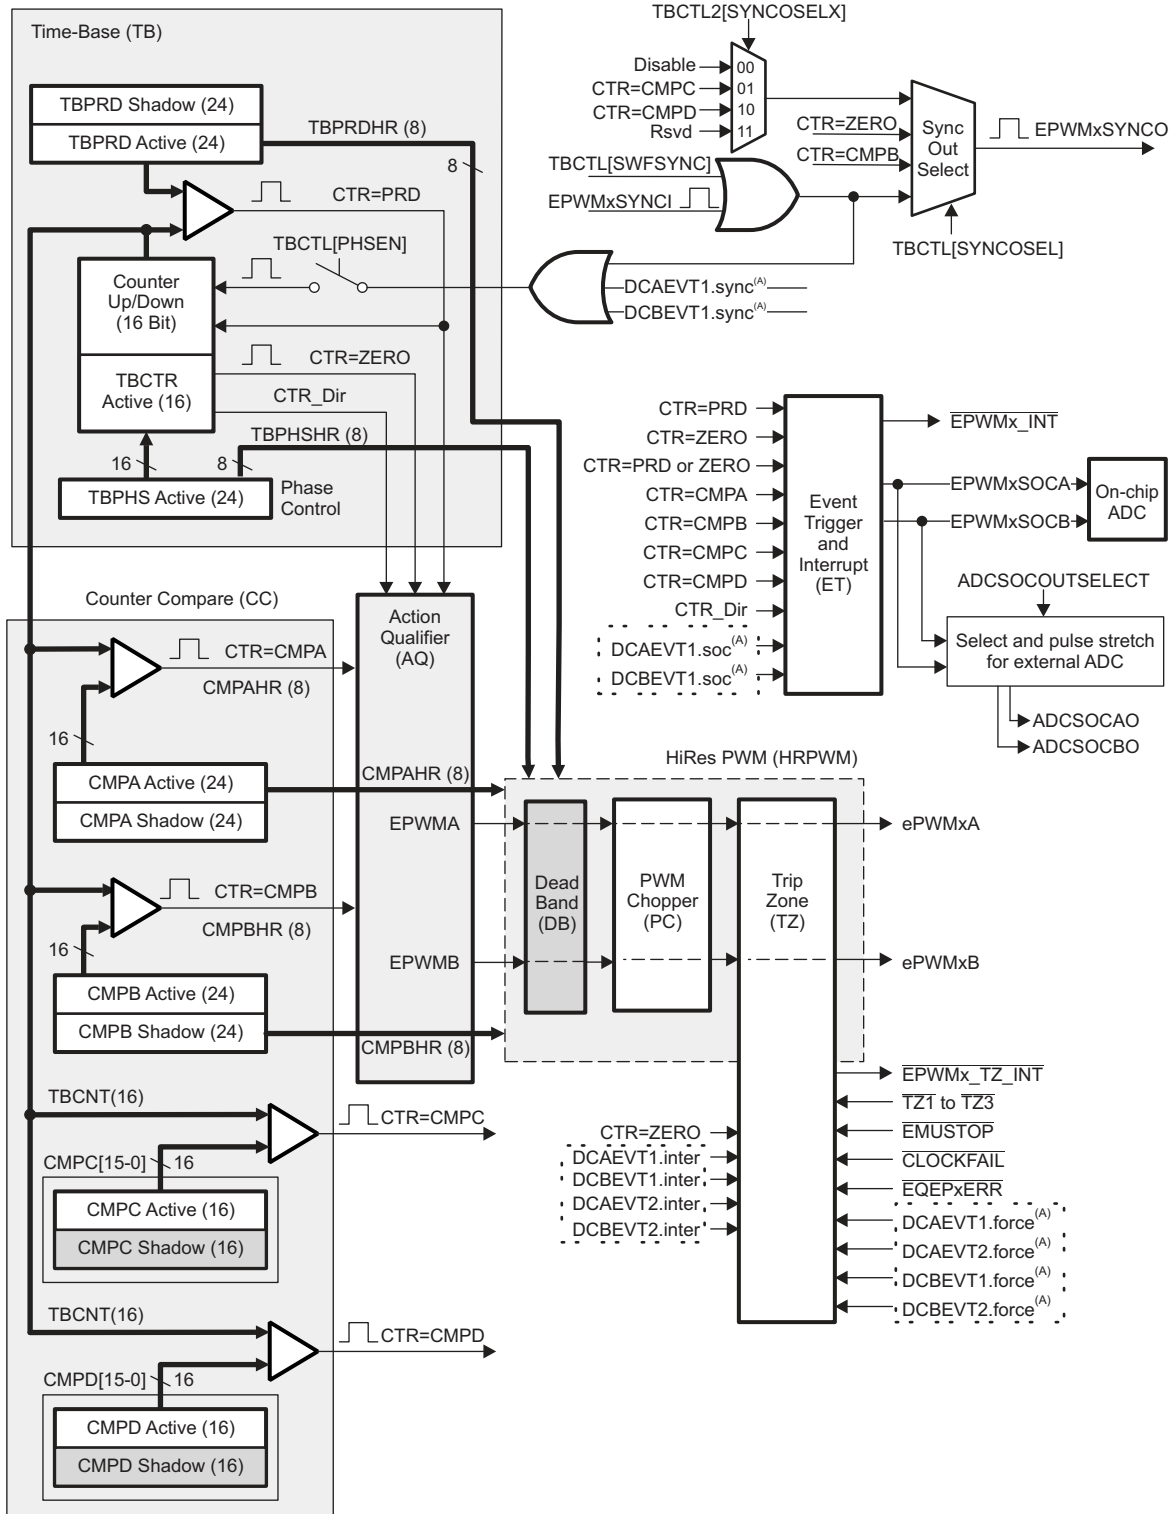 TBCTL2[SYNCOSELX]
Time-Base (TB)
Disable
00
CTR=CMPC
01
CTR=CMPD
10
Rsvd
11
TBPRD Shadow (24)
TBPRD Active (24)
TBPRDHR (8)
8
CTR=ZERO
CTR=CMPB
Sync
Out
Select
EPWMxSYNCO
TBCTL[SWFSYNC]
EPWMxSYNCI
TBCTL[SYNCOSEL]
CTR=PRD
TBCTL[PHSEN]
Counter
Up/Down
(16 Bit)
DCAEVT1.sync(A)
DCBEVT1.sync(A)
CTR=ZERO
TBCTR
Active (16)
CTR_Dir
TBPHSHR (8)
16
8
TBPHS Active (24)
Phase
Control
CTR=PRD
CTR=ZERO
CTR=PRD or ZERO
CTR=CMPA
CTR=CMPB
CTR=CMPC
CTR=CMPD
CTR_Dir
DCAEVT1.soc(A)
DCBEVT1.soc(A)
Event
Trigger
and
Interrupt
(ET)
EPWMx_INT
EPWMxSOCA
EPWMxSOCB
On-chip
ADC
ADCSOCOUTSELECT
Select and pulse stretch
for external ADC
ADCSOCAO
ADCSOCBO
Counter Compare (CC)
Action
Qualifier
(AQ)
CTR=CMPA
CMPAHR (8)
16
CMPA Active (24)
CMPA Shadow (24)
CMPAHR (8)
HiRes PWM (HRPWM)
EPWMA
ePWMxA
CTR=CMPB
CMPBHR (8)
16
Dead
Band
(DB)
PWM
Chopper
(PC)
Trip
Zone
(TZ)
EPWMB
ePWMxB
CMPB Active (24)
CMPB Shadow (24)
CMPBHR (8)
TBCNT(16)
CTR=CMPC
CMPC[15-0]
16
CMPC Active (16)
CMPC Shadow (16)
EPWMx_TZ_INT
TZ1 to TZ3
EMUSTOP
CLOCKFAIL
EQEPxERR
DCAEVT1.force(A)
DCAEVT2.force(A)
DCBEVT1.force(A)
DCBEVT2.force(A)
CTR=ZERO
DCAEVT1.inter
DCBEVT1.inter
DCAEVT2.inter
DCBEVT2.inter
TBCNT(16)
CTR=CMPD
CMPD[15-0]
16
CMPD Active (16)
CMPD Shadow (16)